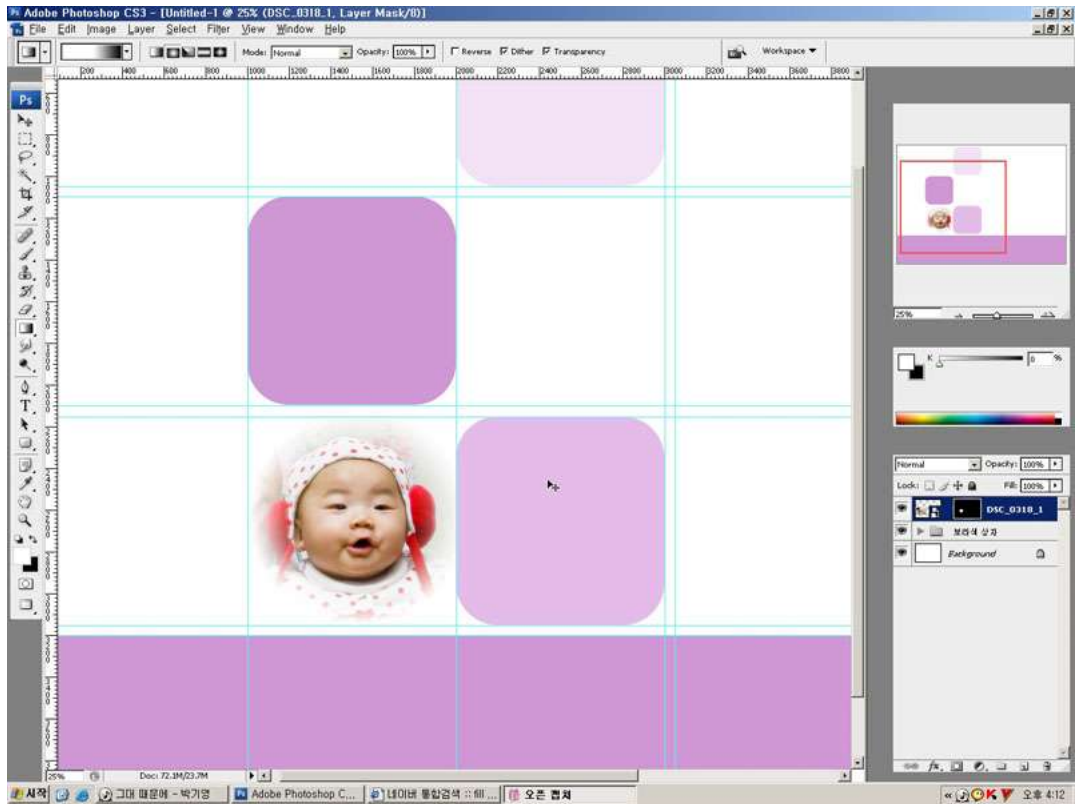 Adobe Photoshop CS3 - [Untitled-1 @ 25% (DSC_0318_1, Layer Mask/8)]
File Edit Image Layer Select Filter View Window Help
Mode: Normal Opacity: 100% Reverse Dither Transparency Workspace
200 400 600 800 1000 1200 1400 1600 1800 2000 2200 2400 2600 2800 3000 3200 3400 3600 3800
Ps
T
25%
K 0 %
Normal Opacity: 100%
Lock: Fill: 100%
DSC_0318_1
보라색 상자
Background
25% Doc: 72.1M/23.7M
시작 그대 때문에 - 박기영 Adobe Photoshop C... 네이버 통합검색 :: fill ... 오픈 캡쳐 오후 4:12